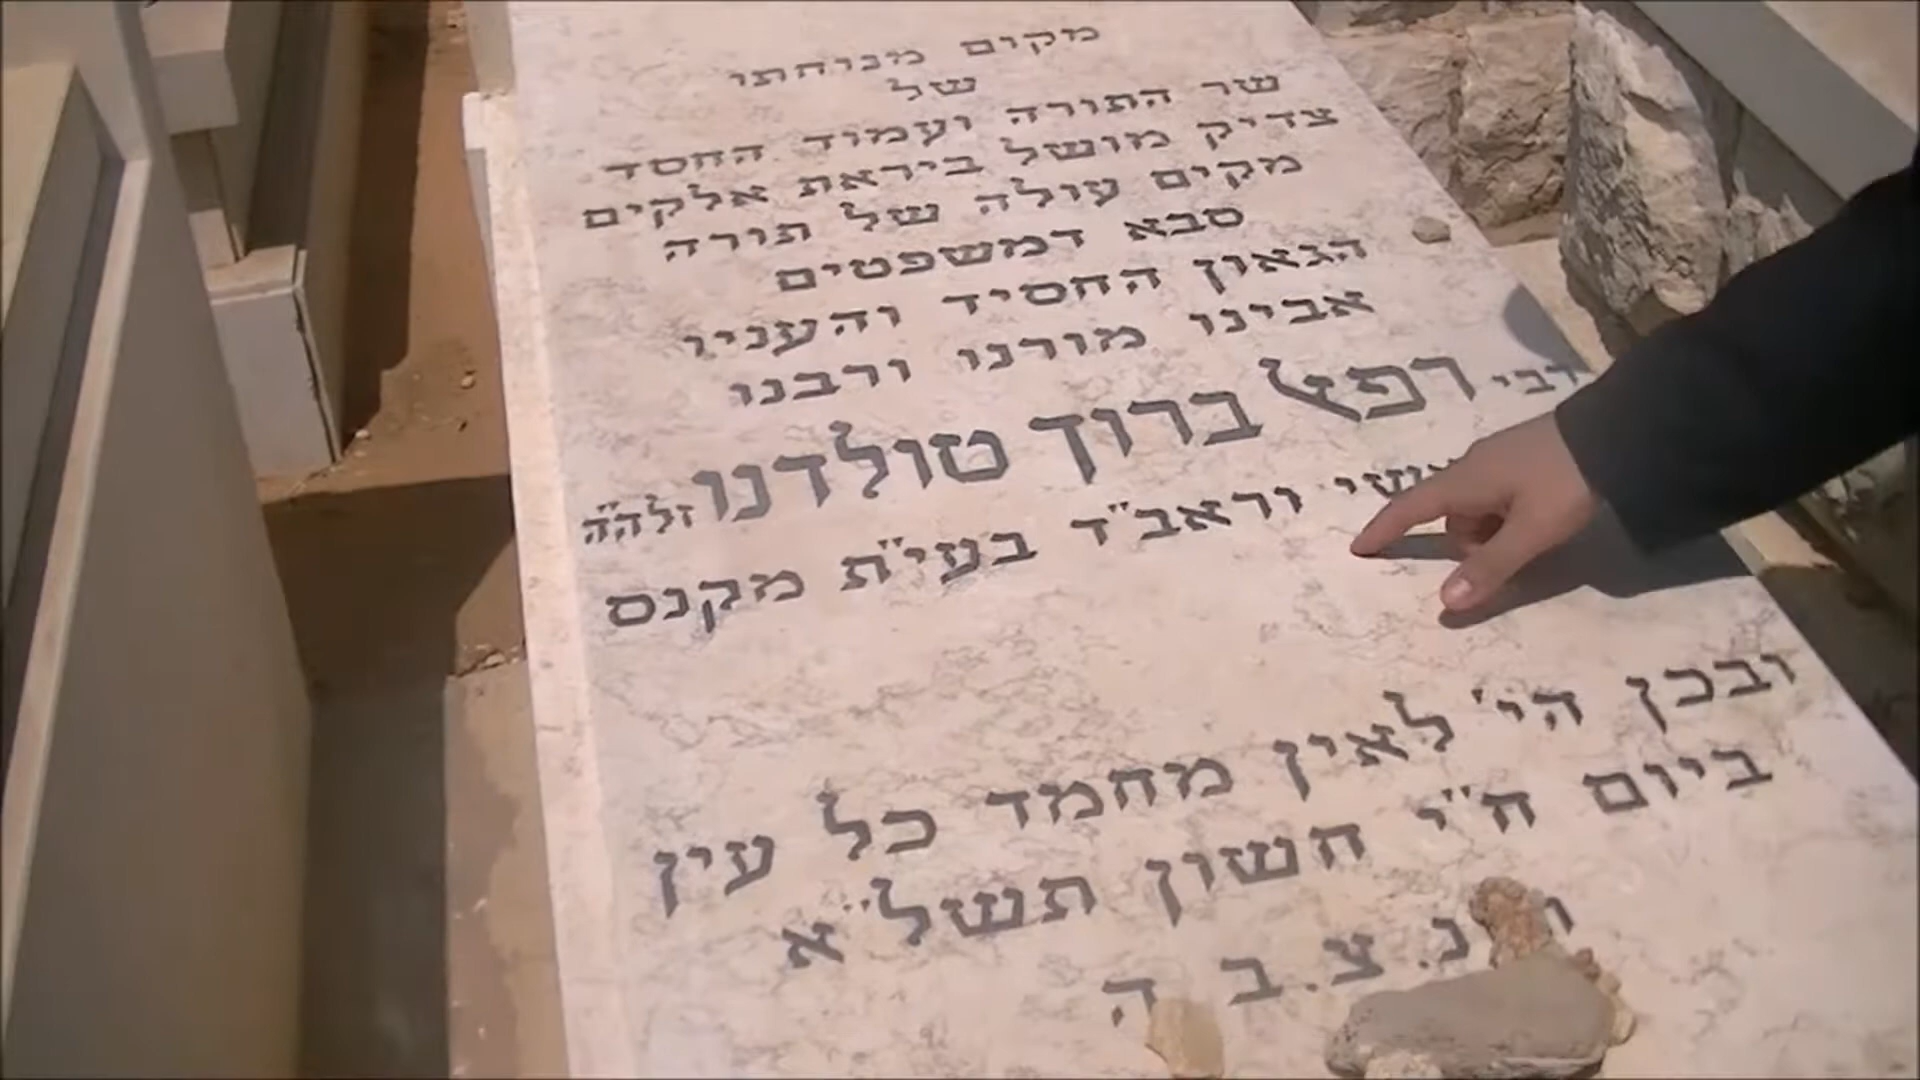 מקום מנוחתו
של
שר התורה ועמוד החסד
צדיק מושל ביראת אלקים
מקים עולה של תורה
סבא דמשפטים
הגאון החסיד והעניו
אבינו מורנו ורבנו
רבי רפאל ברוך טולדנו זלה"ה
וראב"ד בעי"ת מקנס
ובכן הי' לאין מחמד כל עין
ביום ח"י חשון תשל"א
ת.נ.צ.ב.ה